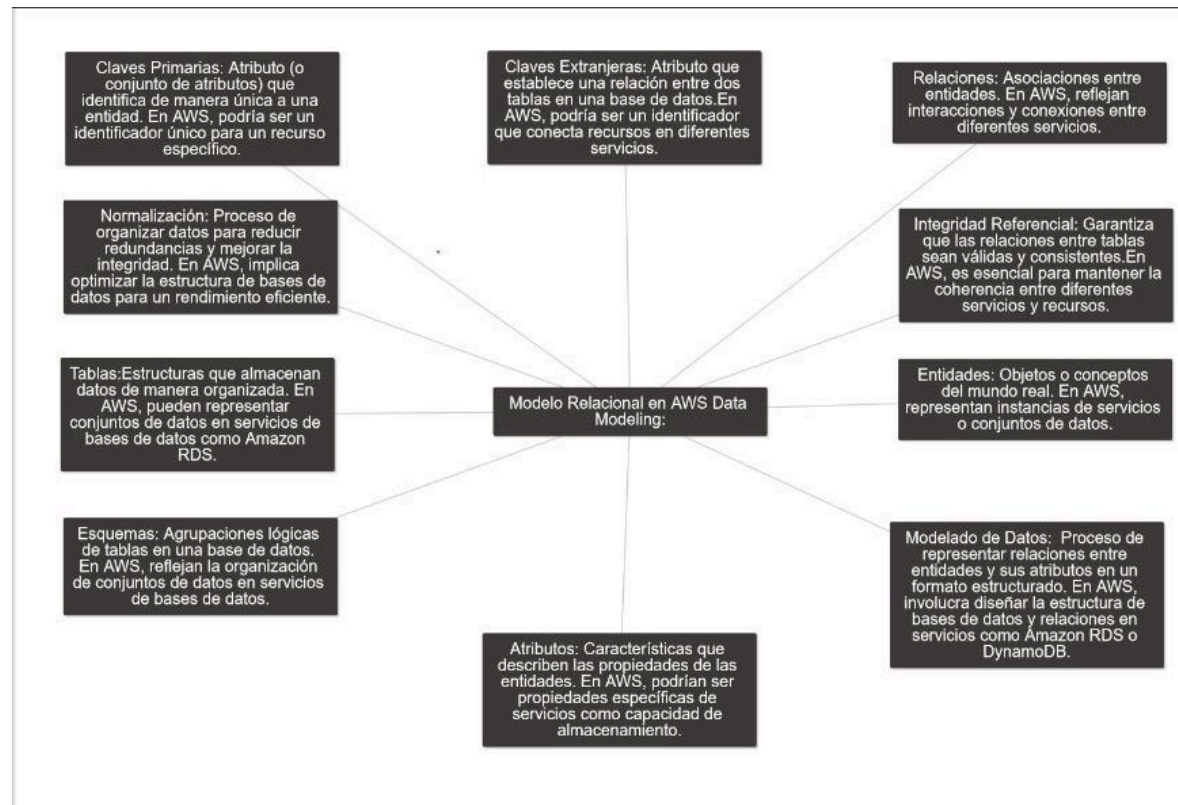 Claves Primarias: Atributo (o
conjunto de atributos) que
identifica de manera única a una
entidad. En AWS, podría ser un
identificador único para un recurso
específico.
Claves Extranjeras: Atributo que
establece una relación entre dos
tablas en una base de datos.En
AWS, podría ser un identificador
que conecta recursos en diferentes
servicios.
Relaciones: Asociaciones entre
entidades. En AWS, reflejan
interacciones y conexiones entre
diferentes servicios.
Normalización: Proceso de
organizar datos para reducir
redundancias y mejorar la
integridad. En AWS, implica
optimizar la estructura de bases de
datos para un rendimiento eficiente.
Integridad Referencial: Garantiza
que las relaciones entre tablas
sean válidas y consistentes.En
AWS, es esencial para mantener la
coherencia entre diferentes
servicios y recursos.
Tablas:Estructuras que almacenan
datos de manera organizada. En
AWS, pueden representar
conjuntos de datos en servicios de
bases de datos como Amazon
RDS.
Modelo Relacional en AWS Data
Modeling:
Entidades: Objetos o conceptos
del mundo real. En AWS,
representan instancias de servicios
o conjuntos de datos.
Esquemas: Agrupaciones lógicas
de tablas en una base de datos.
En AWS, reflejan la organización
de conjuntos de datos en servicios
de bases de datos.
Modelado de Datos: Proceso de
representar relaciones entre
entidades y sus atributos en un
formato estructurado. En AWS,
involucra diseñar la estructura de
bases de datos y relaciones en
servicios como Amazon RDS o
DynamoDB.
Atributos: Características que
describen las propiedades de las
entidades. En AWS, podrían ser
propiedades específicas de
servicios como capacidad de
almacenamiento.